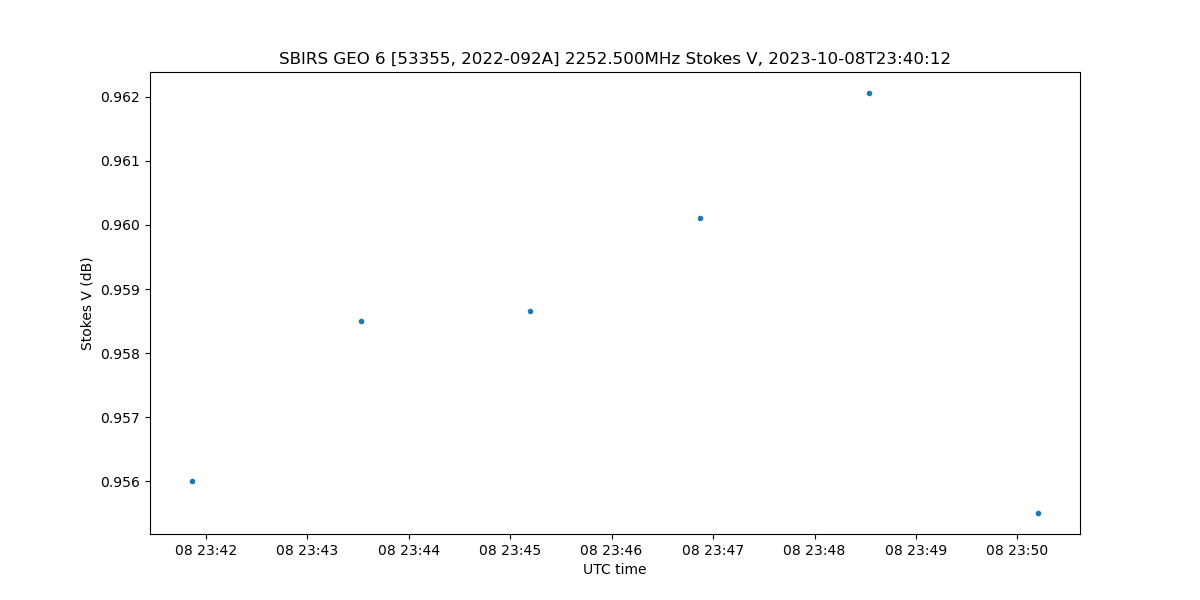 SBIRS GEO 6 [53355, 2022-092A] 2252.500MHz Stokes V, 2023-10-08T23:40:12
0.962
0.961
0.960
0.959
0.958
0.957
0.956
Stokes V (dB)
08 23:42 08 23:43 08 23:44 08 23:45 08 23:46 08 23:47 08 23:48 08 23:49 08 23:50
UTC time